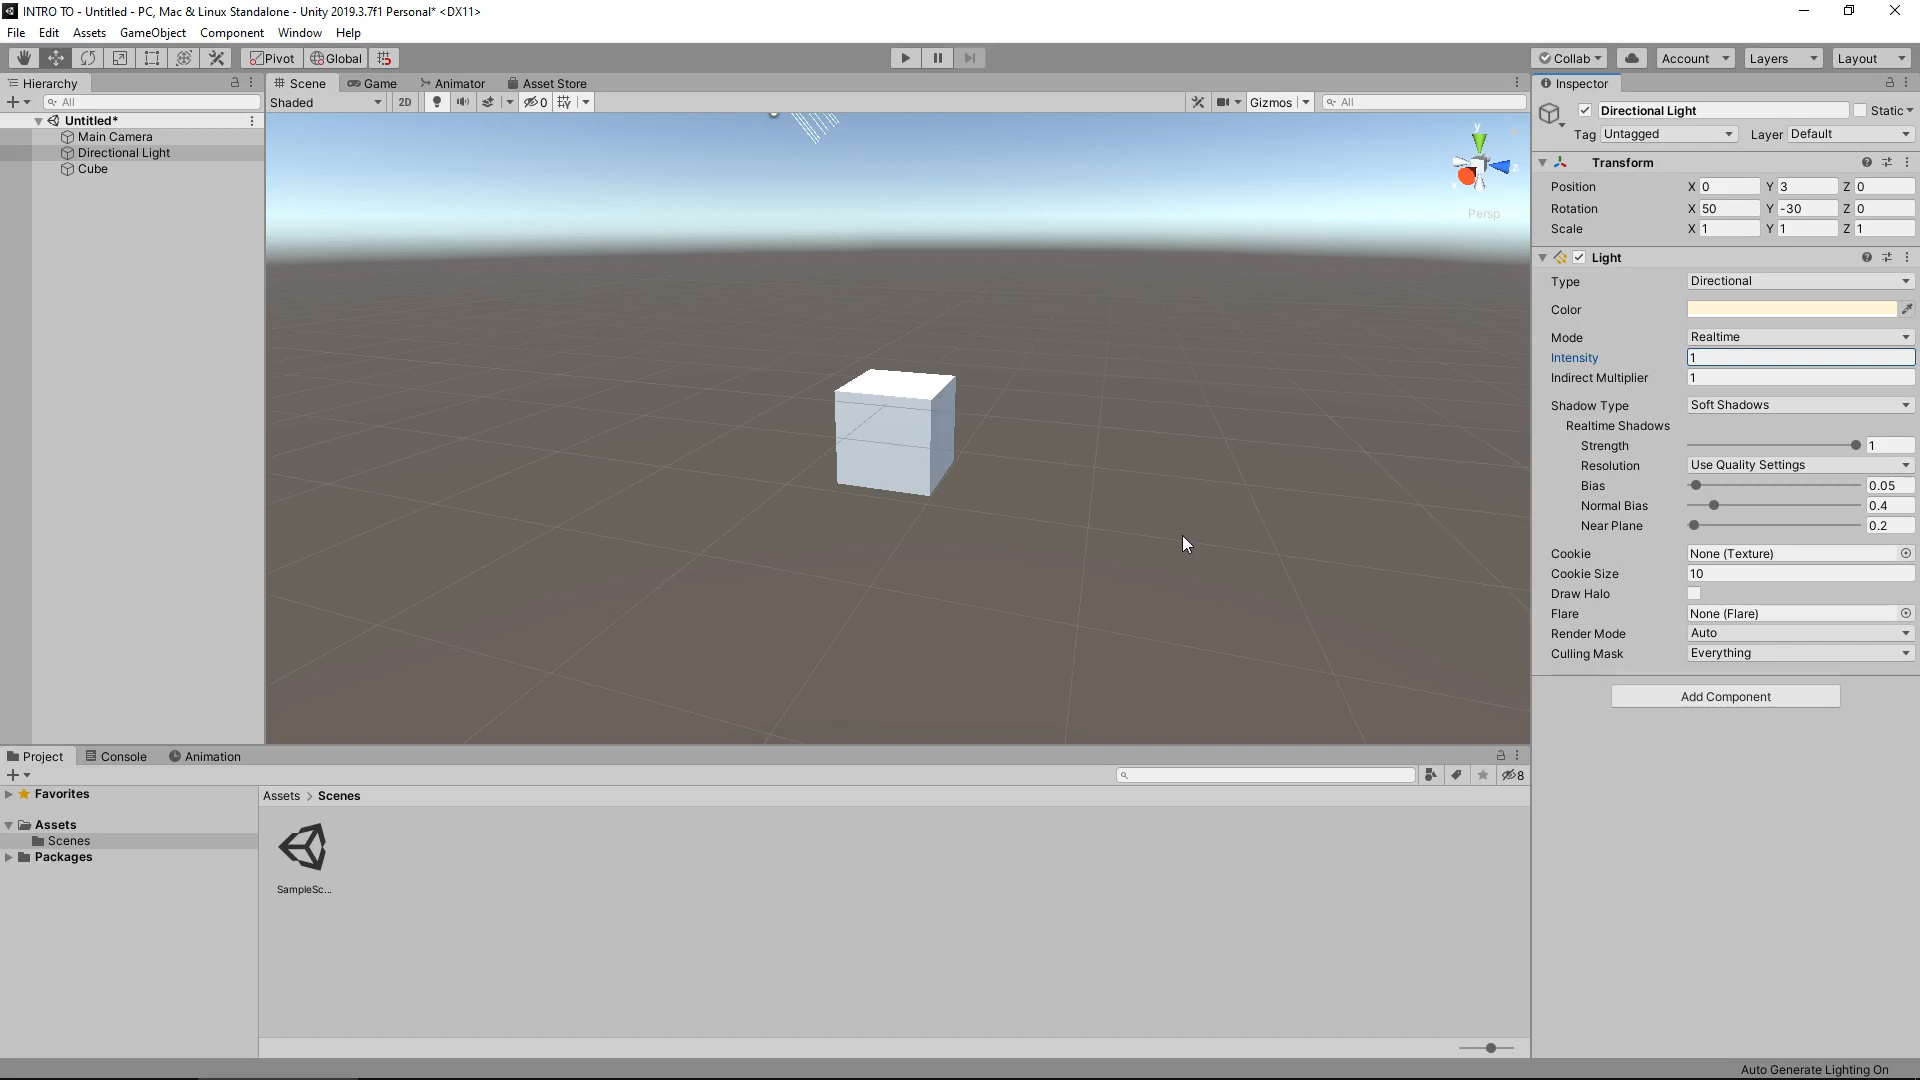 INTRO TO - Untitled - PC, Mac & Linux Standalone - Unity 2019.3.7f1 Personal* <DX11>
File Edit Assets GameObject Component Window Help
Pivot Global Collab Account Layers Layout
Hierarchy
All
Untitled*
Main Camera
Directional Light
Cube
Scene Game Animator Asset Store
Shaded 2D 0 Gizmos All
y
z
x
Persp
Inspector
Directional Light Static
Tag Untagged Layer Default
Transform
Position X 0 Y 3 Z 0
Rotation X 50 Y -30 Z 0
Scale X 1 Y 1 Z 1
Light
Type Directional
Color
Mode Realtime
Intensity 1
Indirect Multiplier 1
Shadow Type Soft Shadows
Realtime Shadows
Strength 1
Resolution Use Quality Settings
Bias 0.05
Normal Bias 0.4
Near Plane 0.2
Cookie None (Texture)
Cookie Size 10
Draw Halo
Flare None (Flare)
Render Mode Auto
Culling Mask Everything
Add Component
Project Console Animation
8
Favorites
Assets
Scenes
Packages
Assets > Scenes
SampleSc...
Auto Generate Lighting On